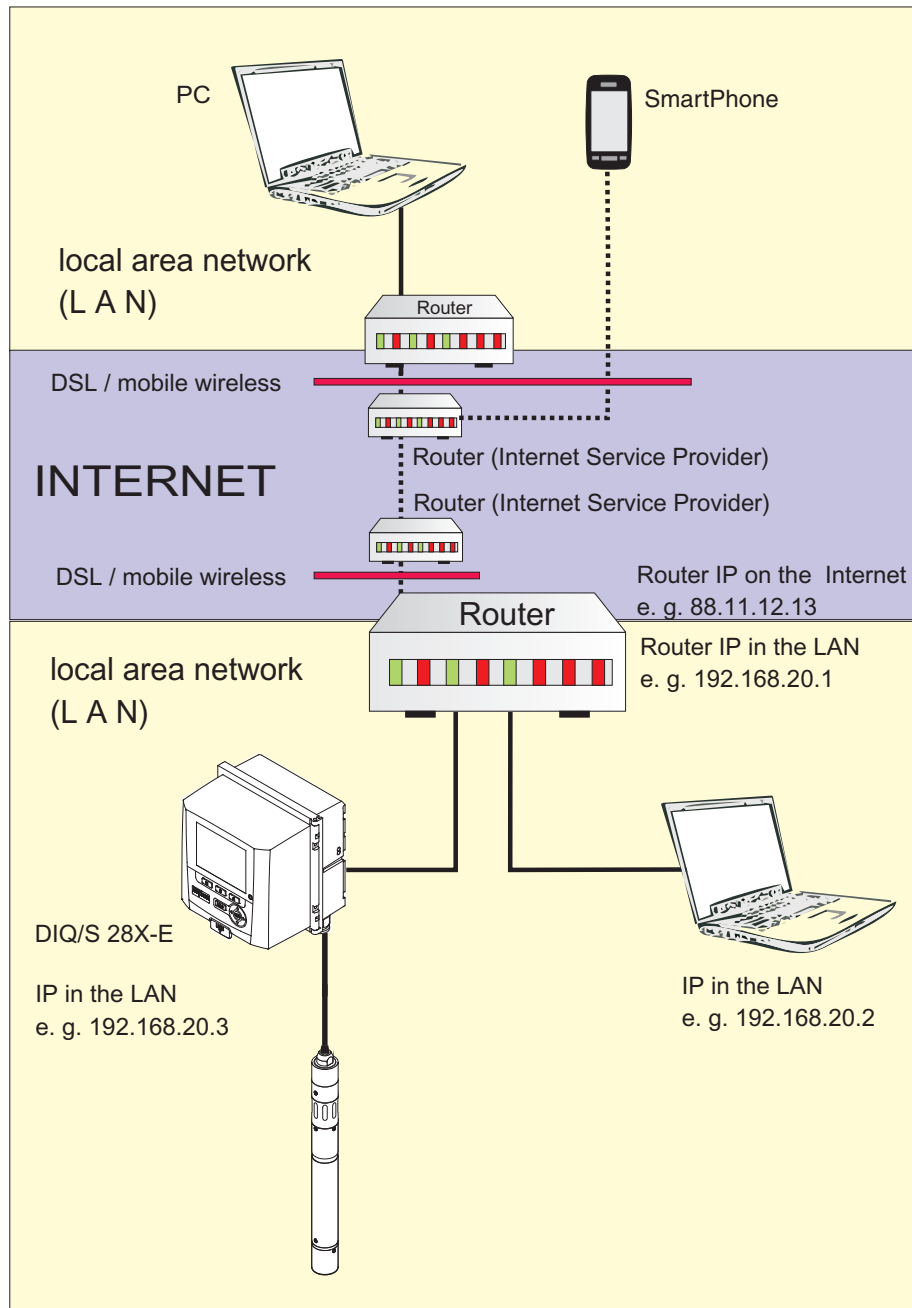 PC
SmartPhone
local area network
(L A N)
Router
DSL / mobile wireless
Router (Internet Service Provider)
INTERNET
Router (Internet Service Provider)
DSL / mobile wireless
Router IP on the Internet
e. g. 88.11.12.13
Router
Router IP in the LAN
e. g. 192.168.20.1
local area network
(L A N)
DIQ/S 28X-E
IP in the LAN
e. g. 192.168.20.3
IP in the LAN
e. g. 192.168.20.2